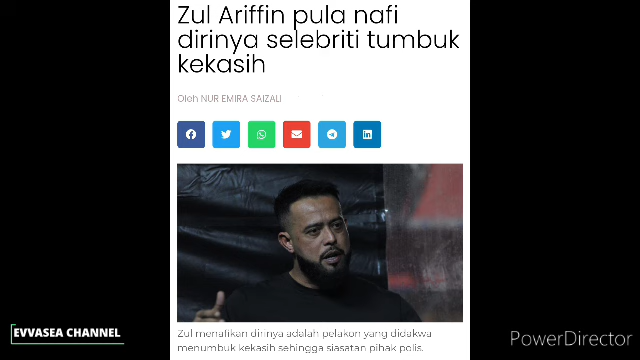 Zul Ariffin pula nafi
dirinya selebriti tumbuk
kekasih
Oleh NUR EMIRA SAIZALI
Zul menafikan dirinya adalah pelakon yang didakwa
menumbuk kekasih sehingga siasatan pihak polis.
EVVASEA CHANNEL
PowerDirector